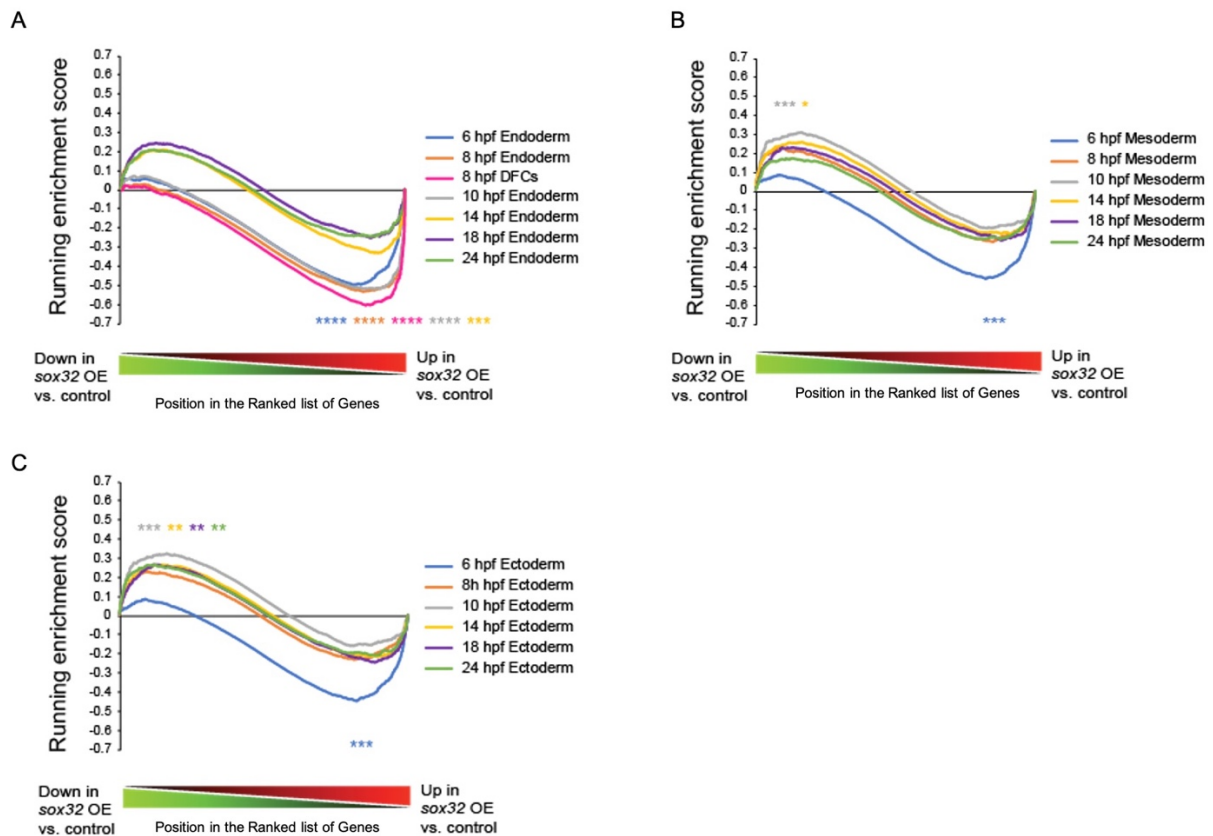 A
Running enrichment score
0.7
0.6
0.5
0.4
0.3
0.2
0.1
0
-0.1
-0.2
-0.3
-0.4
-0.5
-0.6
-0.7
**** **** **** **** ***
6 hpf Endoderm
8 hpf Endoderm
8 hpf DFCs
10 hpf Endoderm
14 hpf Endoderm
18 hpf Endoderm
24 hpf Endoderm
Down in
sox32 OE
vs. control
Position in the Ranked list of Genes
Up in
sox32 OE
vs. control
B
Running enrichment score
0.7
0.6
0.5
0.4
0.3
0.2
0.1
0
-0.1
-0.2
-0.3
-0.4
-0.5
-0.6
-0.7
*** *
***
6 hpf Mesoderm
8 hpf Mesoderm
10 hpf Mesoderm
14 hpf Mesoderm
18 hpf Mesoderm
24 hpf Mesoderm
Down in
sox32 OE
vs. control
Position in the Ranked list of Genes
Up in
sox32 OE
vs. control
C
Running enrichment score
0.7
0.6
0.5
0.4
0.3
0.2
0.1
0
-0.1
-0.2
-0.3
-0.4
-0.5
-0.6
-0.7
*** ** ** **
***
6 hpf Ectoderm
8h hpf Ectoderm
10 hpf Ectoderm
14 hpf Ectoderm
18 hpf Ectoderm
24 hpf Ectoderm
Down in
sox32 OE
vs. control
Position in the Ranked list of Genes
Up in
sox32 OE
vs. control